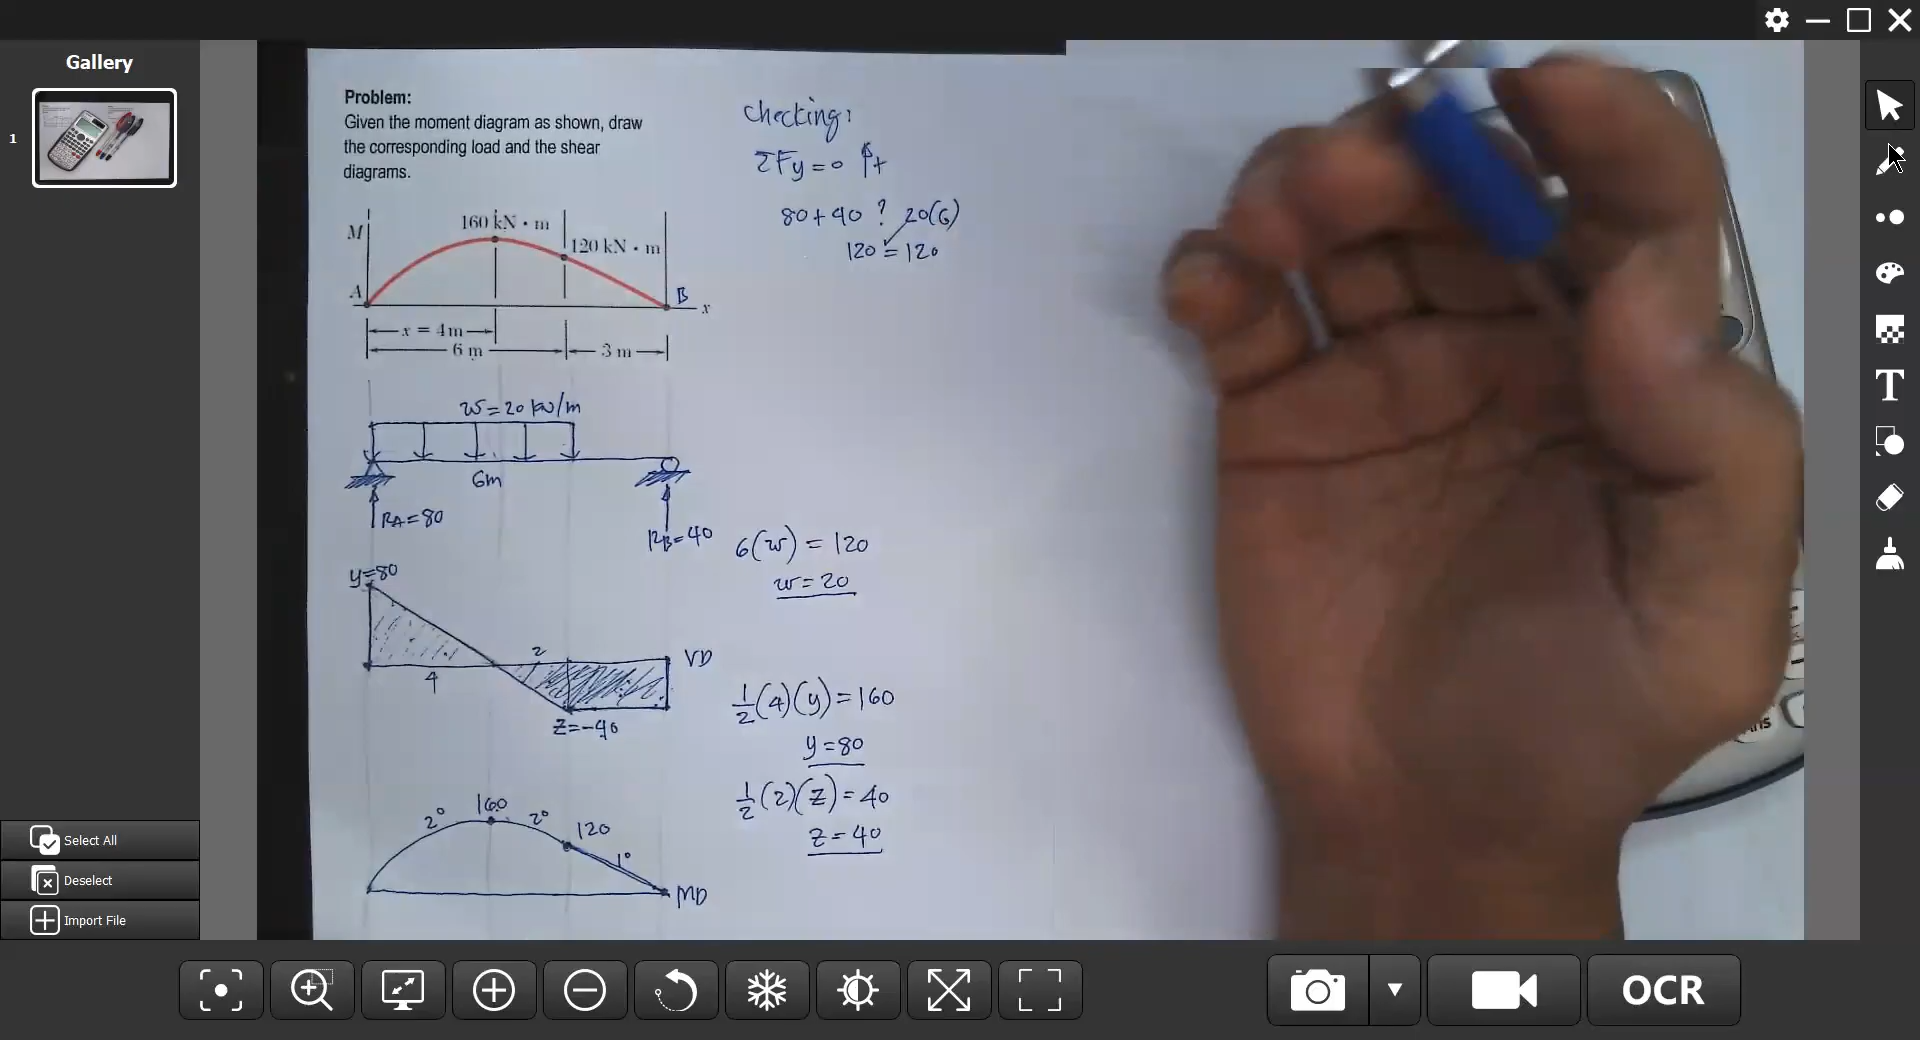 Gallery
1
Problem:
Given the moment diagram as shown, draw
the corresponding load and the shear
diagrams.
M
160 kN · m
120 kN · m
A
B
x
x = 4m
6 m
3 m
w = 20 kN/m
6m
RA = 80
RB = 40
y = 80
4
2
VD
z = -40
2°
160
2°
120
1°
MD
Checking:
ΣFy = 0 ↑+
80 + 40 ? 20(6)
120 = 120
6(w) = 120
w = 20
1/2 (4)(y) = 160
y = 80
1/2 (2)(z) = 40
z = 40
Ans
Select All
Deselect
Import File
T
OCR